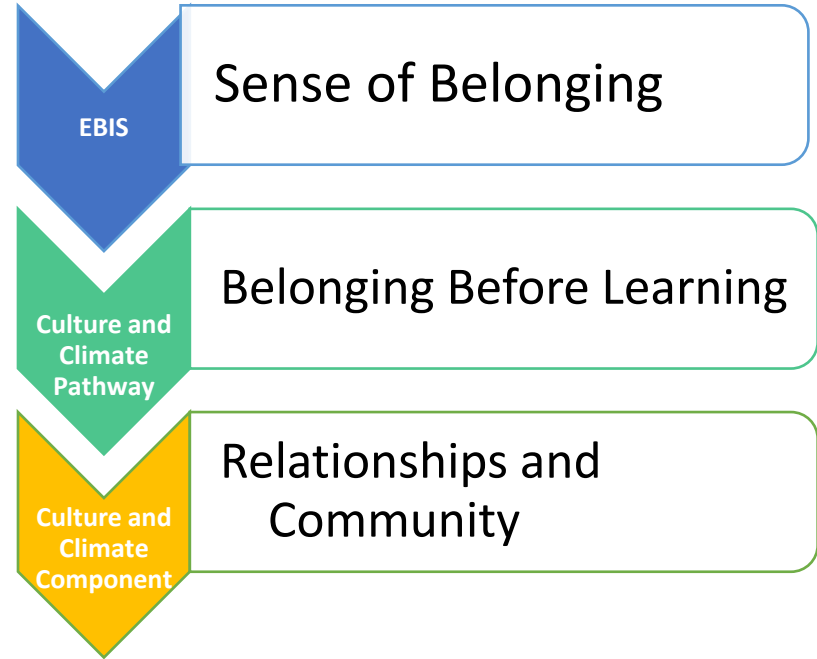 EBIS
Sense of Belonging
Culture and
Climate
Pathway
Belonging Before Learning
Culture and
Climate
Component
Relationships and
Community